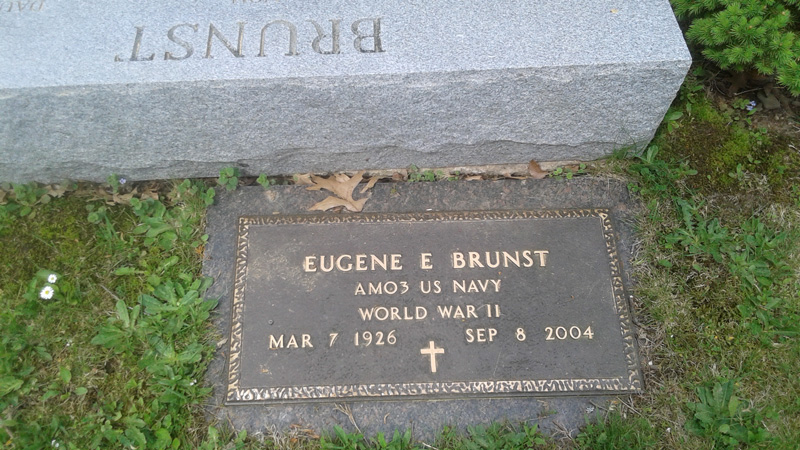 BRUNST
EUGENE E BRUNST
AMO3 US NAVY
WORLD WAR II
MAR 7 1926 SEP 8 2004